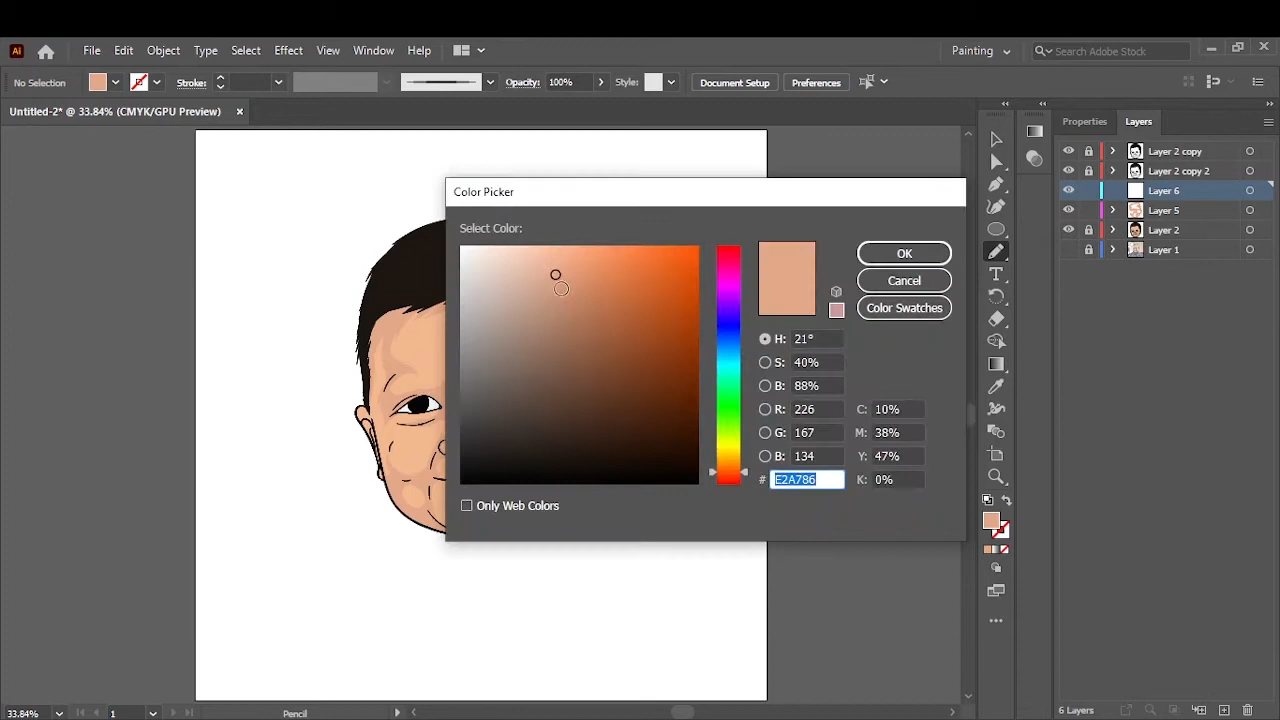 Ai File Edit Object Type Select Effect View Window Help Painting Search Adobe Stock
No Selection Stroke: Opacity: 100% Style: Document Setup Preferences
Untitled-2* @ 33.84% (CMYK/GPU Preview) Properties Layers
Layer 2 copy
Layer 2 copy 2
Layer 6
Layer 5
Layer 2
Layer 1
Color Picker
Select Color:
OK
Cancel
Color Swatches
H: 21°
S: 40%
B: 88%
R: 226 C: 10%
G: 167 M: 38%
B: 134 Y: 47%
# E2A786 K: 0%
Only Web Colors
33.84% 1 Pencil 6 Layers